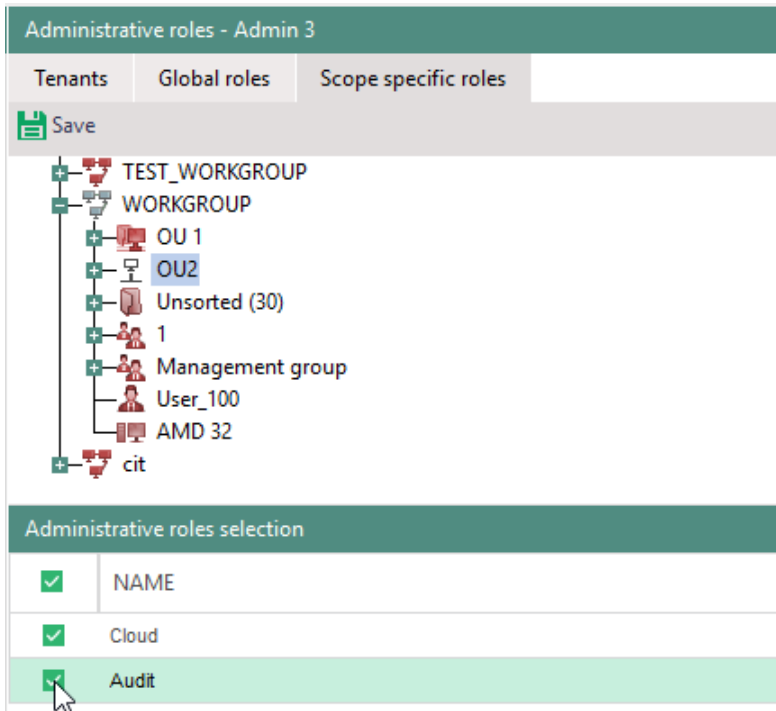 Administrative roles - Admin 3
Tenants Global roles Scope specific roles
Save
TEST_WORKGROUP
WORKGROUP
OU 1
OU2
Unsorted (30)
1
Management group
User_100
AMD 32
cit
Administrative roles selection
NAME
Cloud
Audit